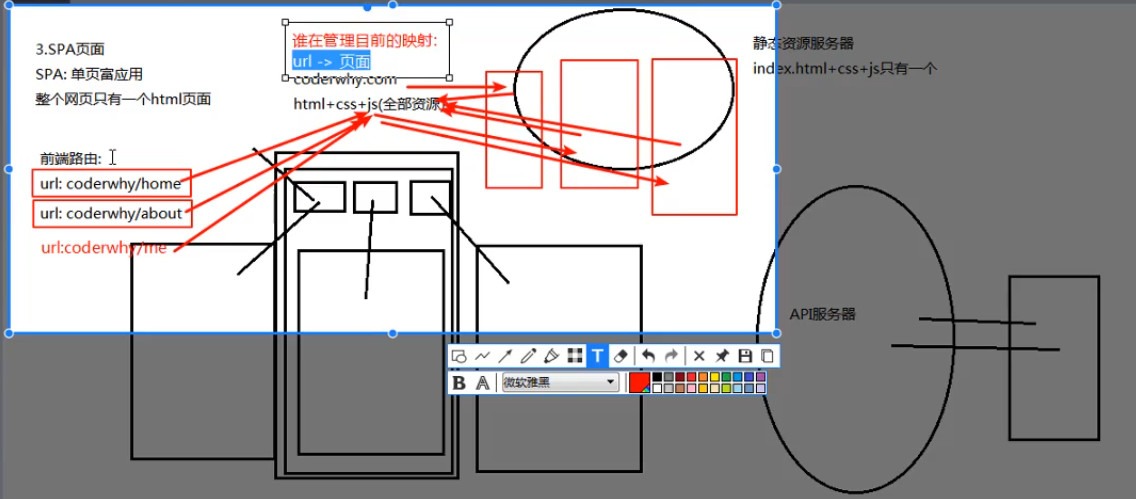 3.SPA页面
SPA: 单页富应用
整个网页只有一个html页面
谁在管理目前的映射:
url -> 页面
coderwhy.com
html+css+js(全部资源)
静态资源服务器
index.html+css+js只有一个
前端路由:
url: coderwhy/home
url: coderwhy/about
url:coderwhy/me
API服务器
T
B A 微软雅黑